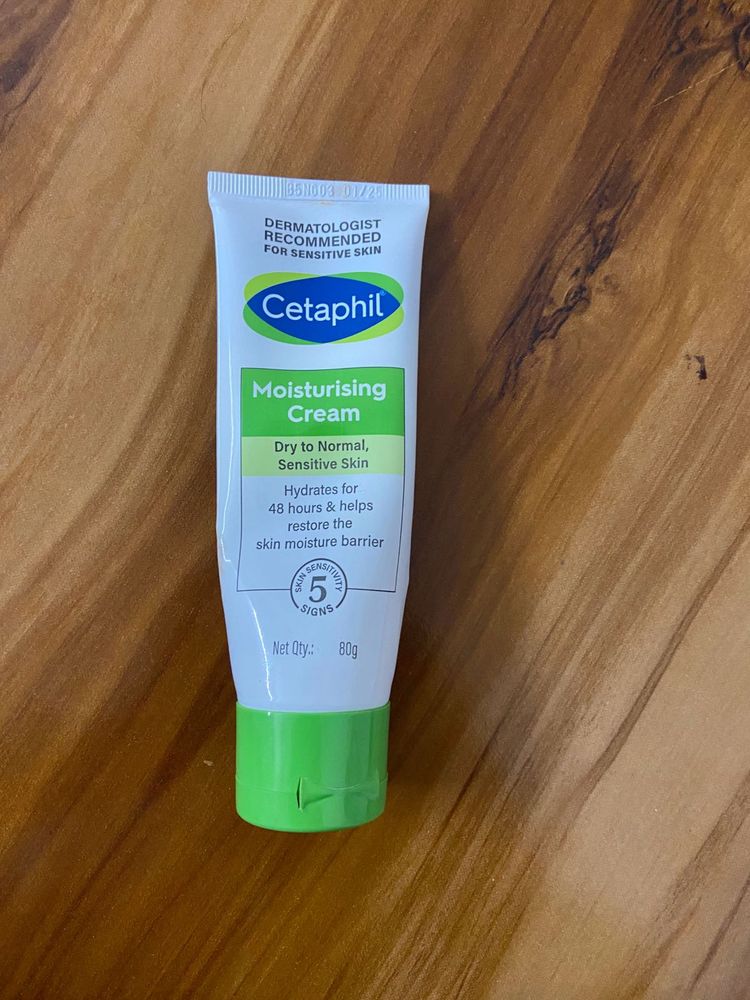 01/25
DERMATOLOGIST
RECOMMENDED
FOR SENSITIVE SKIN
Cetaphil®
Moisturising
Cream
Dry to Normal,
Sensitive Skin
Hydrates for
48 hours & helps
restore the
skin moisture barrier
SKIN SENSITIVITY
5
SIGNS
Net Qty.: 80g